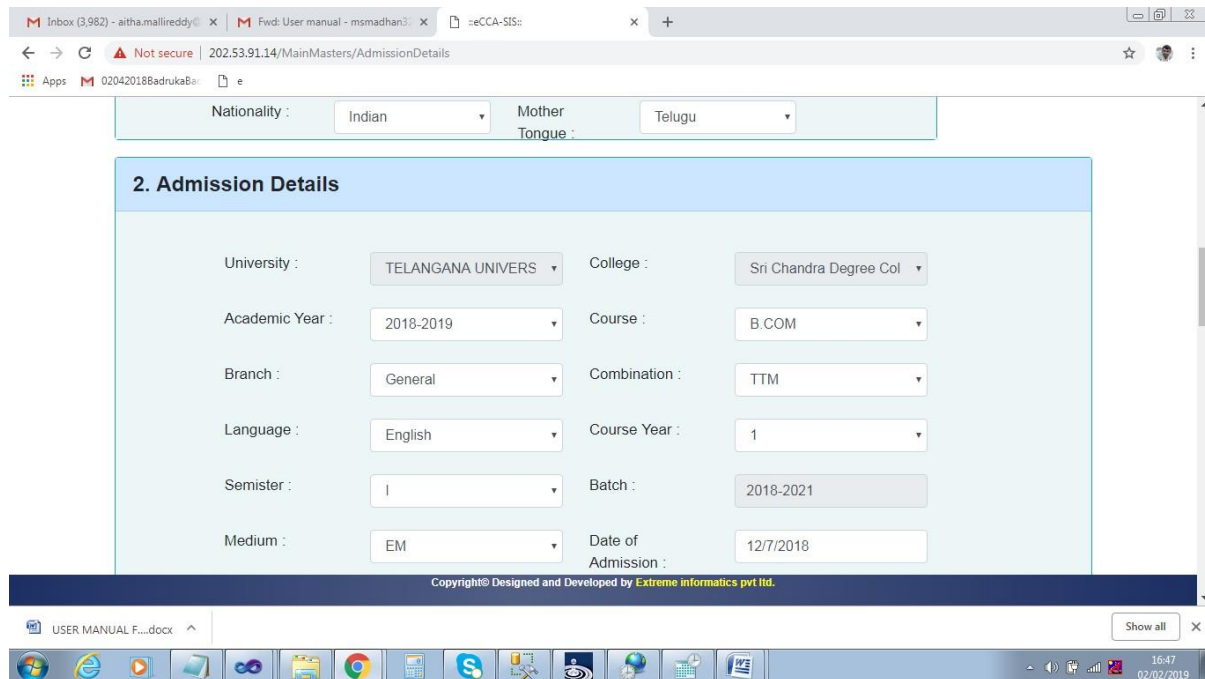 Inbox (3,982) - aitha.mallireddy@ Fwd: User manual - msmadhan3 ::eCCA-SIS::
Not secure 202.53.91.14/MainMasters/AdmissionDetails
Apps 02042018BadrukaBa e
Nationality : Indian Mother Tongue : Telugu
2. Admission Details
University : TELANGANA UNIVERS College : Sri Chandra Degree Col
Academic Year : 2018-2019 Course : B.COM
Branch : General Combination : TTM
Language : English Course Year : 1
Semister : I Batch : 2018-2021
Medium : EM Date of Admission : 12/7/2018
Copyright© Designed and Developed by Extreme informatics pvt ltd.
USER MANUAL F....docx Show all
16:47
02/02/2019